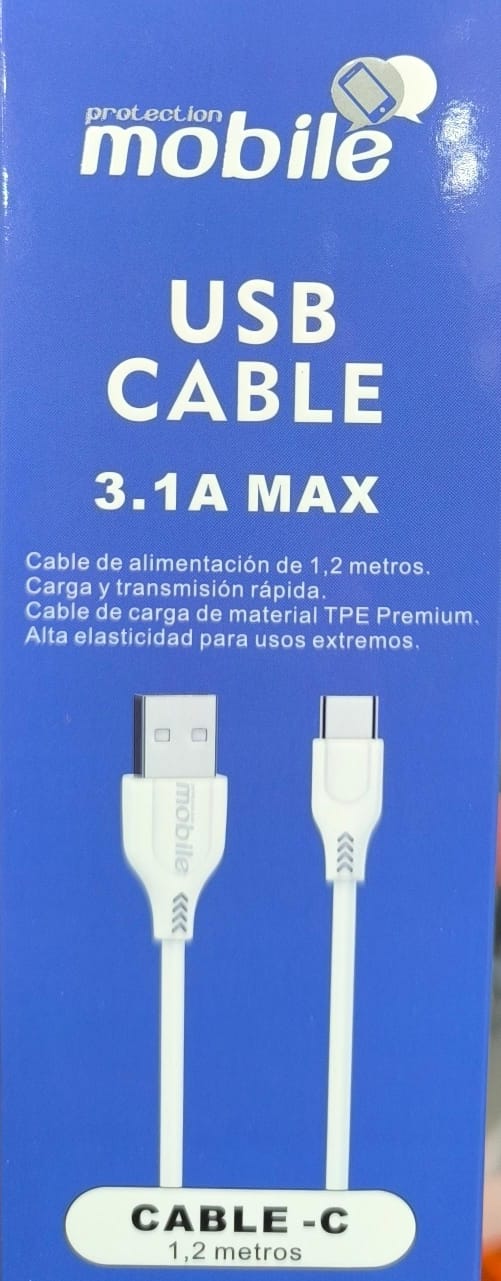 protection
mobile
USB
CABLE
3.1A MAX
Cable de alimentación de 1,2 metros.
Carga y transmisión rápida.
Cable de carga de material TPE Premium.
Alta elasticidad para usos extremos.
mobile
CABLE -C
1,2 metros